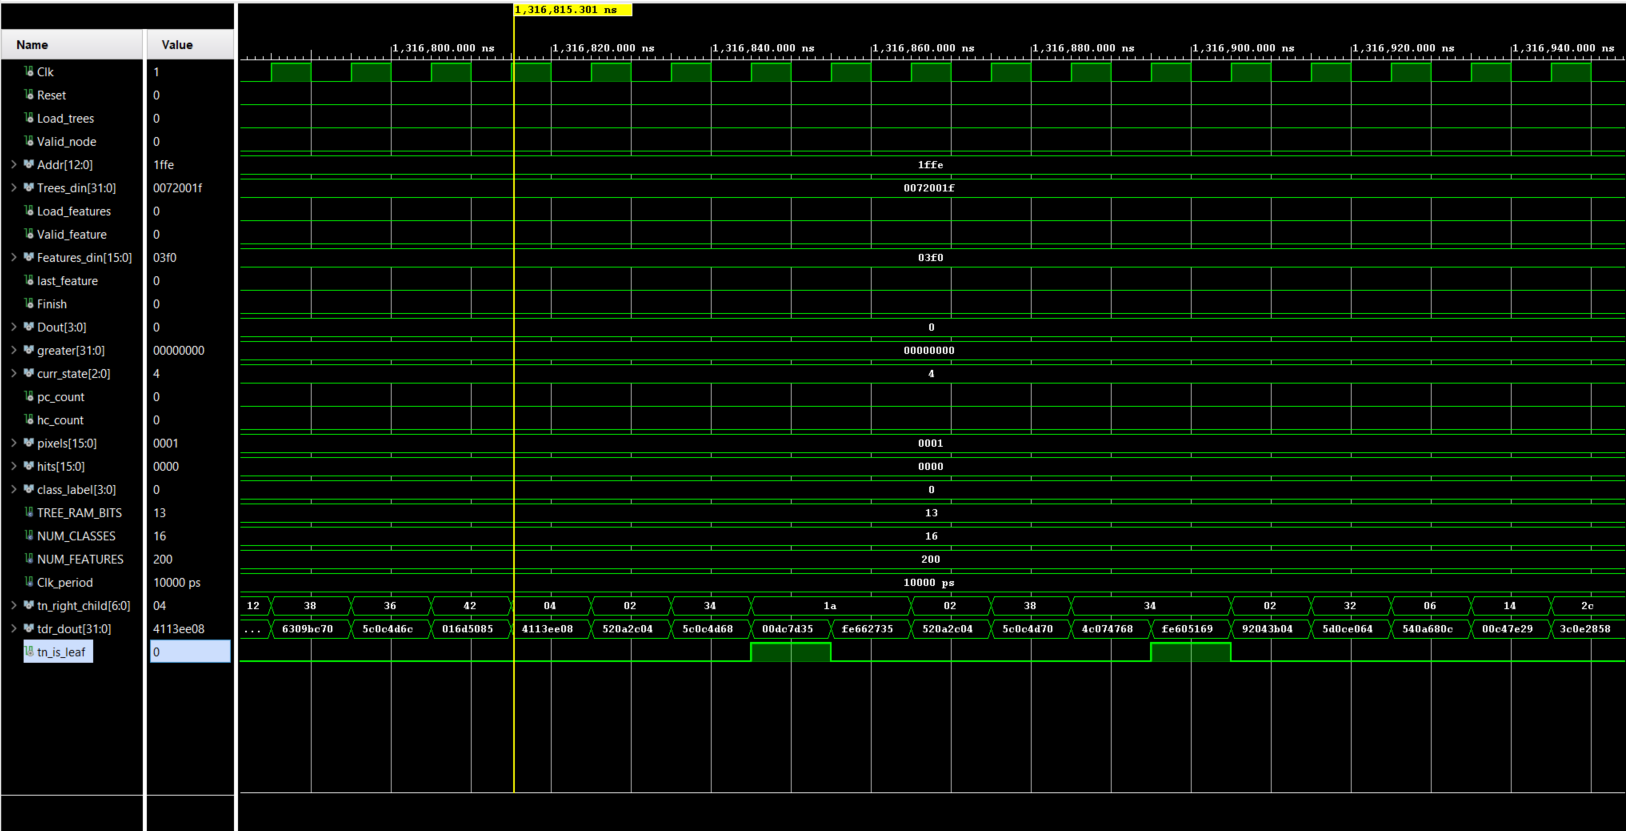 1,316,815.301 ns
Name Value
1,316,800.000 ns 1,316,820.000 ns 1,316,840.000 ns 1,316,860.000 ns 1,316,880.000 ns 1,316,900.000 ns 1,316,920.000 ns 1,316,940.000 ns
Clk 1
Reset 0
Load_trees 0
Valid_node 0
Addr[12:0] 1ffe 1ffe
Trees_din[31:0] 0072001f 0072001f
Load_features 0
Valid_feature 0
Features_din[15:0] 03f0 03f0
last_feature 0
Finish 0
Dout[3:0] 0 0
greater[31:0] 00000000 00000000
curr_state[2:0] 4 4
pc_count 0
hc_count 0
pixels[15:0] 0001 0001
hits[15:0] 0000 0000
class_label[3:0] 0 0
TREE_RAM_BITS 13 13
NUM_CLASSES 16 16
NUM_FEATURES 200 200
Clk_period 10000 ps 10000 ps
tn_right_child[6:0] 04 12 38 36 42 04 02 34 1a 02 38 34 02 32 06 14 2c
tdr_dout[31:0] 4113ee08 ... 6309bc70 5c0c4d6c 016d5085 4113ee08 520a2c04 5c0c4d68 00dc7d35 fe662735 520a2c04 5c0c4d70 4c074768 fe605169 92043b04 5d0ce064 540a680c 00c47e29 3c0e2858
tn_is_leaf 0